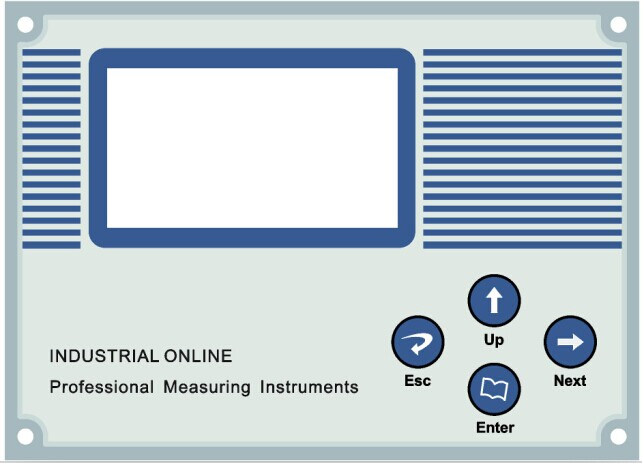 Up
Esc
Next
INDUSTRIAL ONLINE
Professional Measuring Instruments
Enter